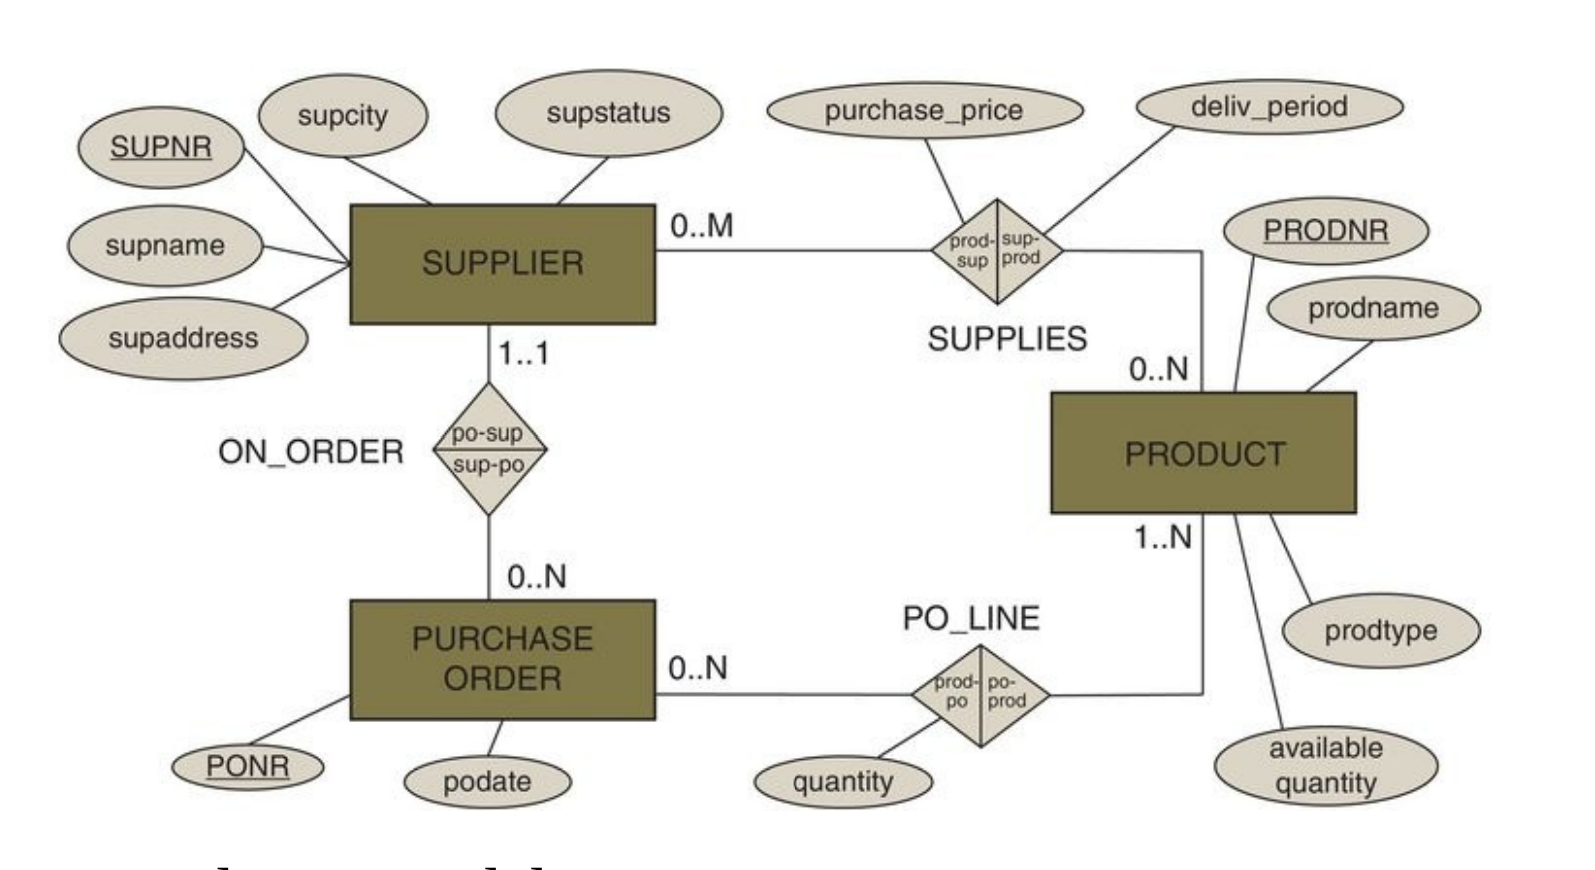 supcity
supstatus
purchase_price
deliv_period
SUPNR
supname
supaddress
SUPPLIER
0..M
prod-
sup
sup-
prod
SUPPLIES
PRODNR
prodname
1..1
0..N
ON_ORDER
po-sup
sup-po
PRODUCT
1..N
0..N
PURCHASE
ORDER
0..N
PO_LINE
prod-
po
po-
prod
prodtype
PONR
podate
quantity
available
quantity